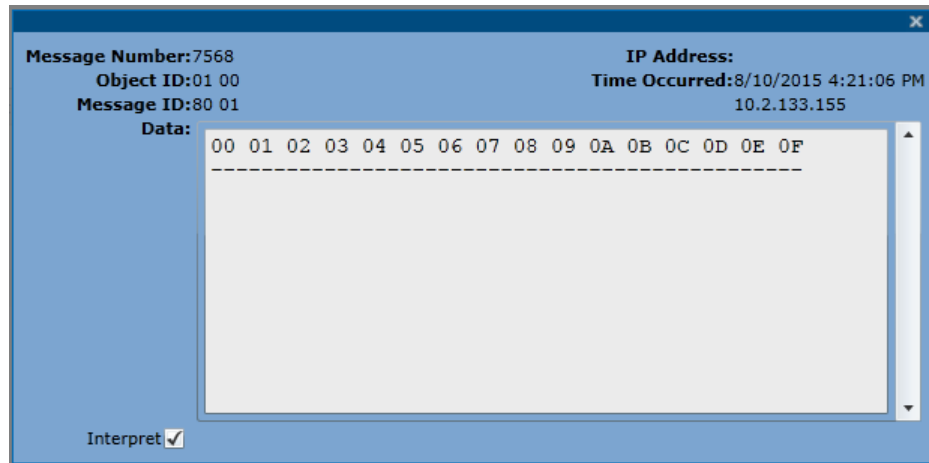 x
Message Number:7568 IP Address:
Object ID:01 00 Time Occurred:8/10/2015 4:21:06 PM
Message ID:80 01 10.2.133.155
Data:
00 01 02 03 04 05 06 07 08 09 0A 0B 0C 0D 0E 0F
-----------------------------------------------
Interpret